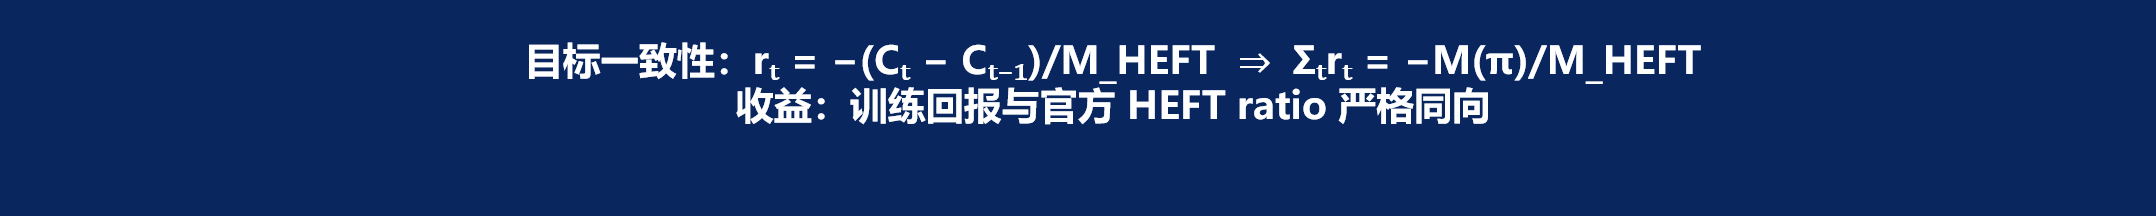 目标一致性：rₜ = −(Cₜ − Cₜ₋₁)/M_HEFT ⇒ Σₜrₜ = −M(π)/M_HEFT
收益：训练回报与官方 HEFT ratio 严格同向